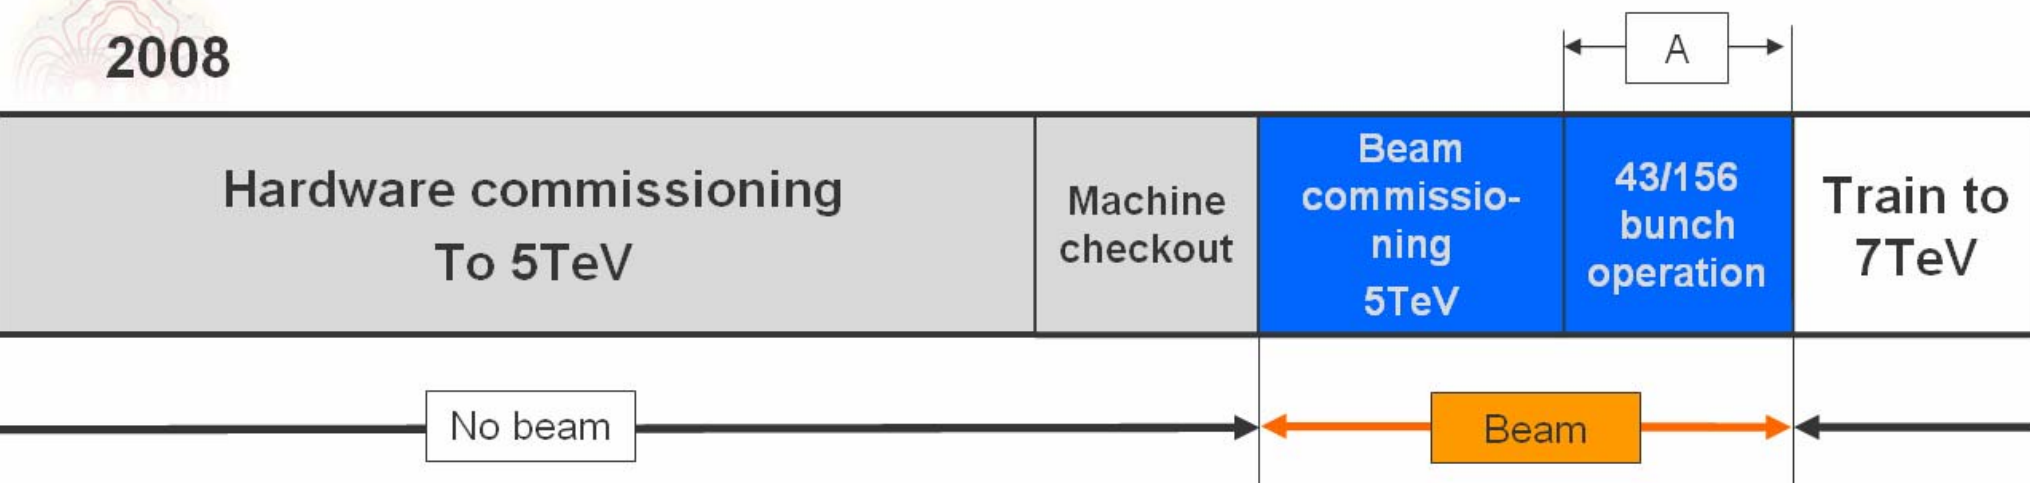 2008
A
Hardware commissioning
To 5TeV
Machine
checkout
Beam
commissio-
ning
5TeV
43/156
bunch
operation
Train to
7TeV
No beam
Beam